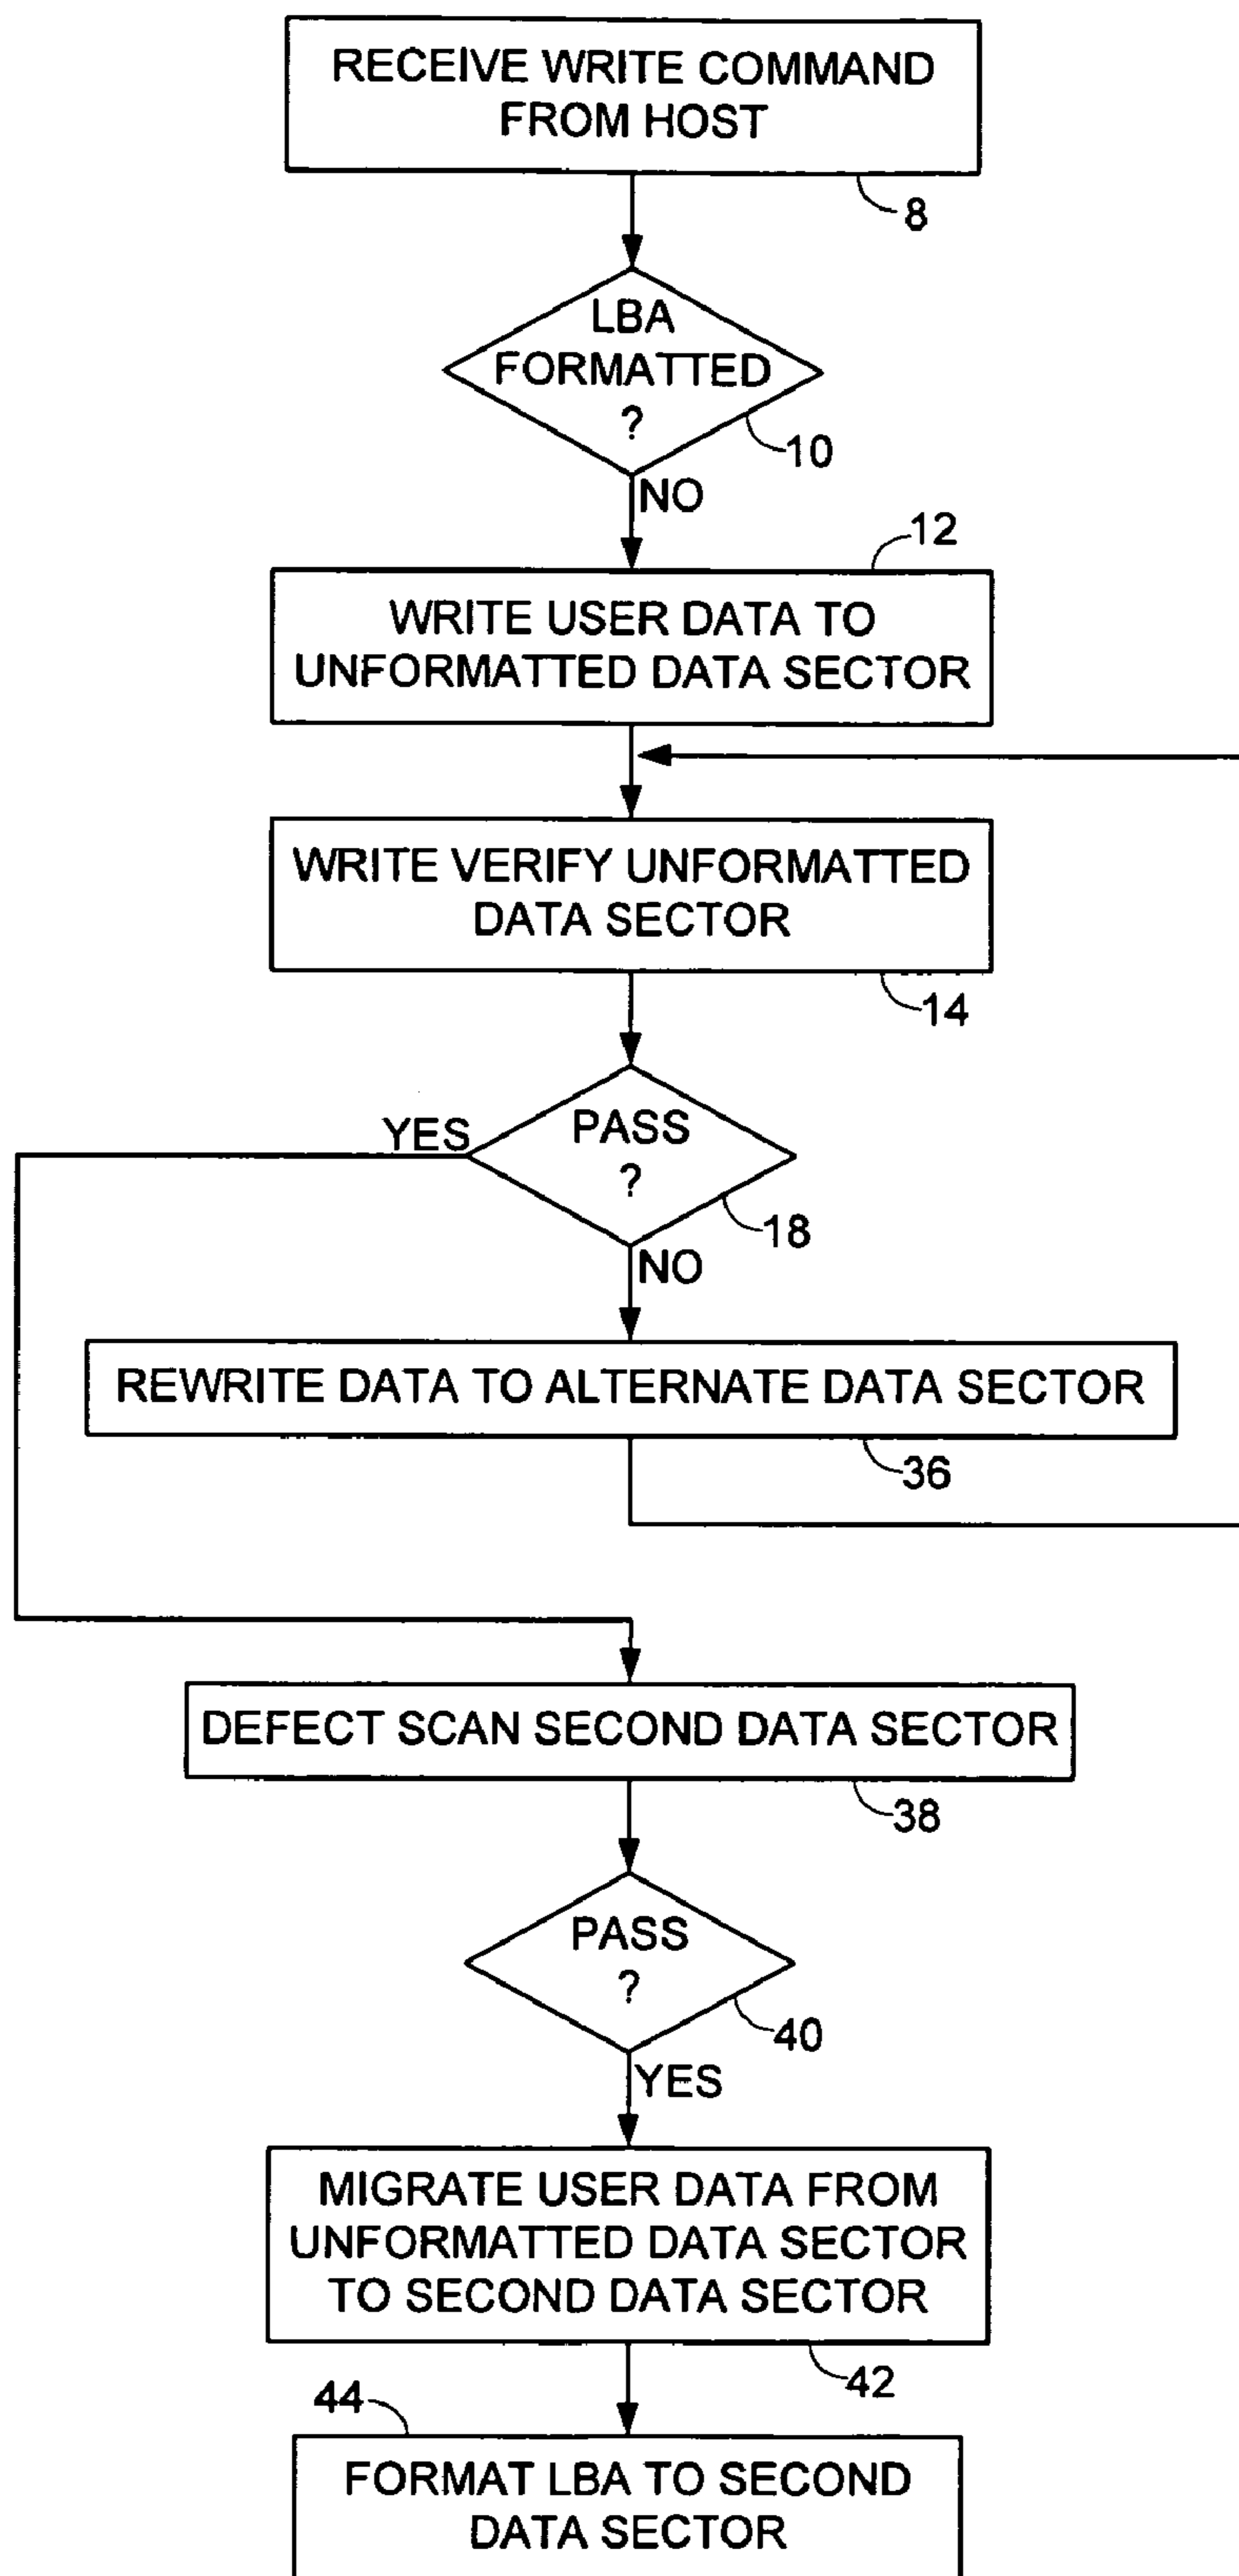 RECEIVE WRITE COMMAND
FROM HOST
8
LBA
FORMATTED
?
10
NO
12
WRITE USER DATA TO
UNFORMATTED DATA SECTOR
WRITE VERIFY UNFORMATTED
DATA SECTOR
14
YES
PASS
?
18
NO
REWRITE DATA TO ALTERNATE DATA SECTOR
36
DEFECT SCAN SECOND DATA SECTOR
38
PASS
?
40
YES
MIGRATE USER DATA FROM
UNFORMATTED DATA SECTOR
TO SECOND DATA SECTOR
42
44
FORMAT LBA TO SECOND
DATA SECTOR